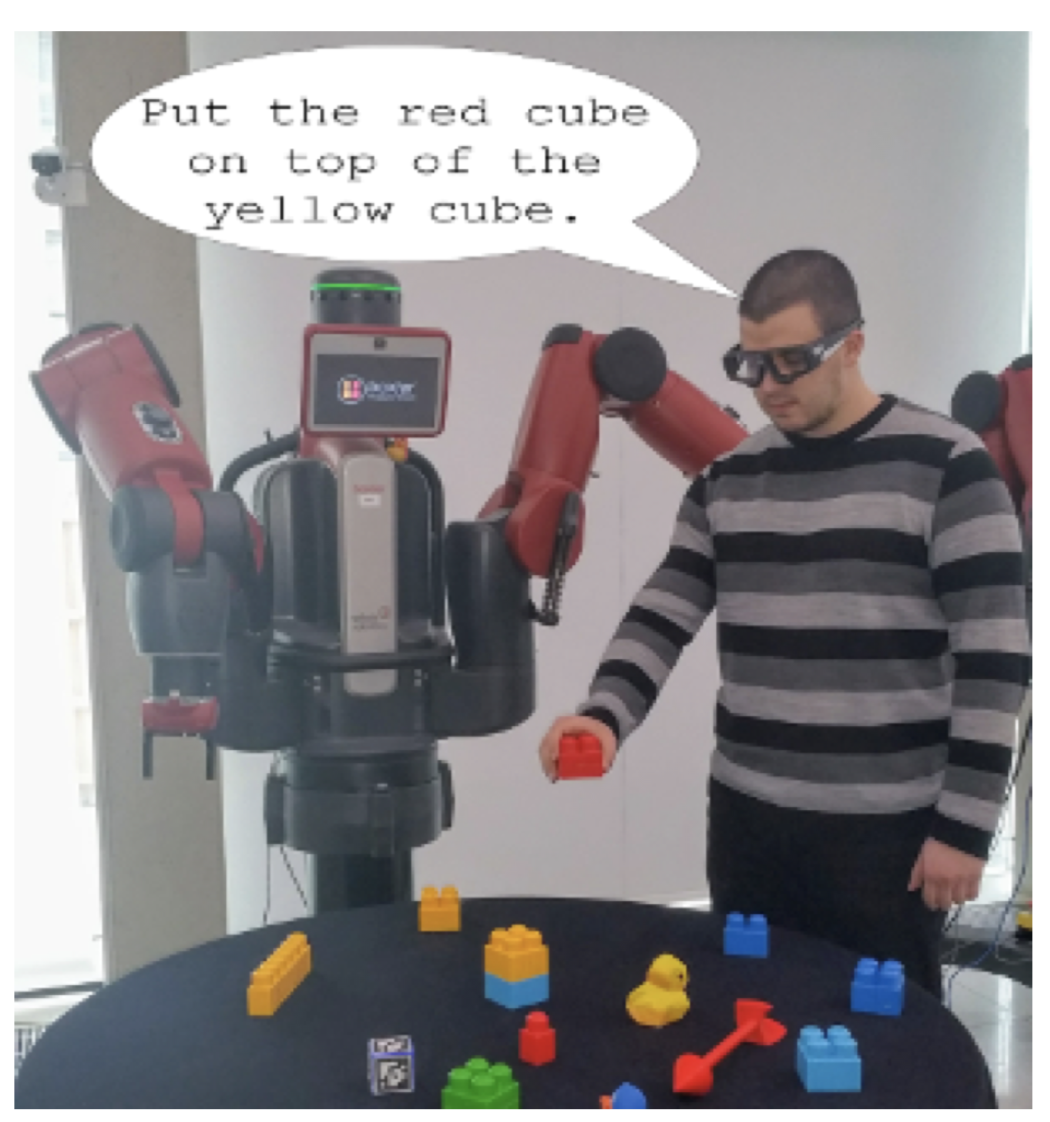 Put the red cube
on top of the
yellow cube.